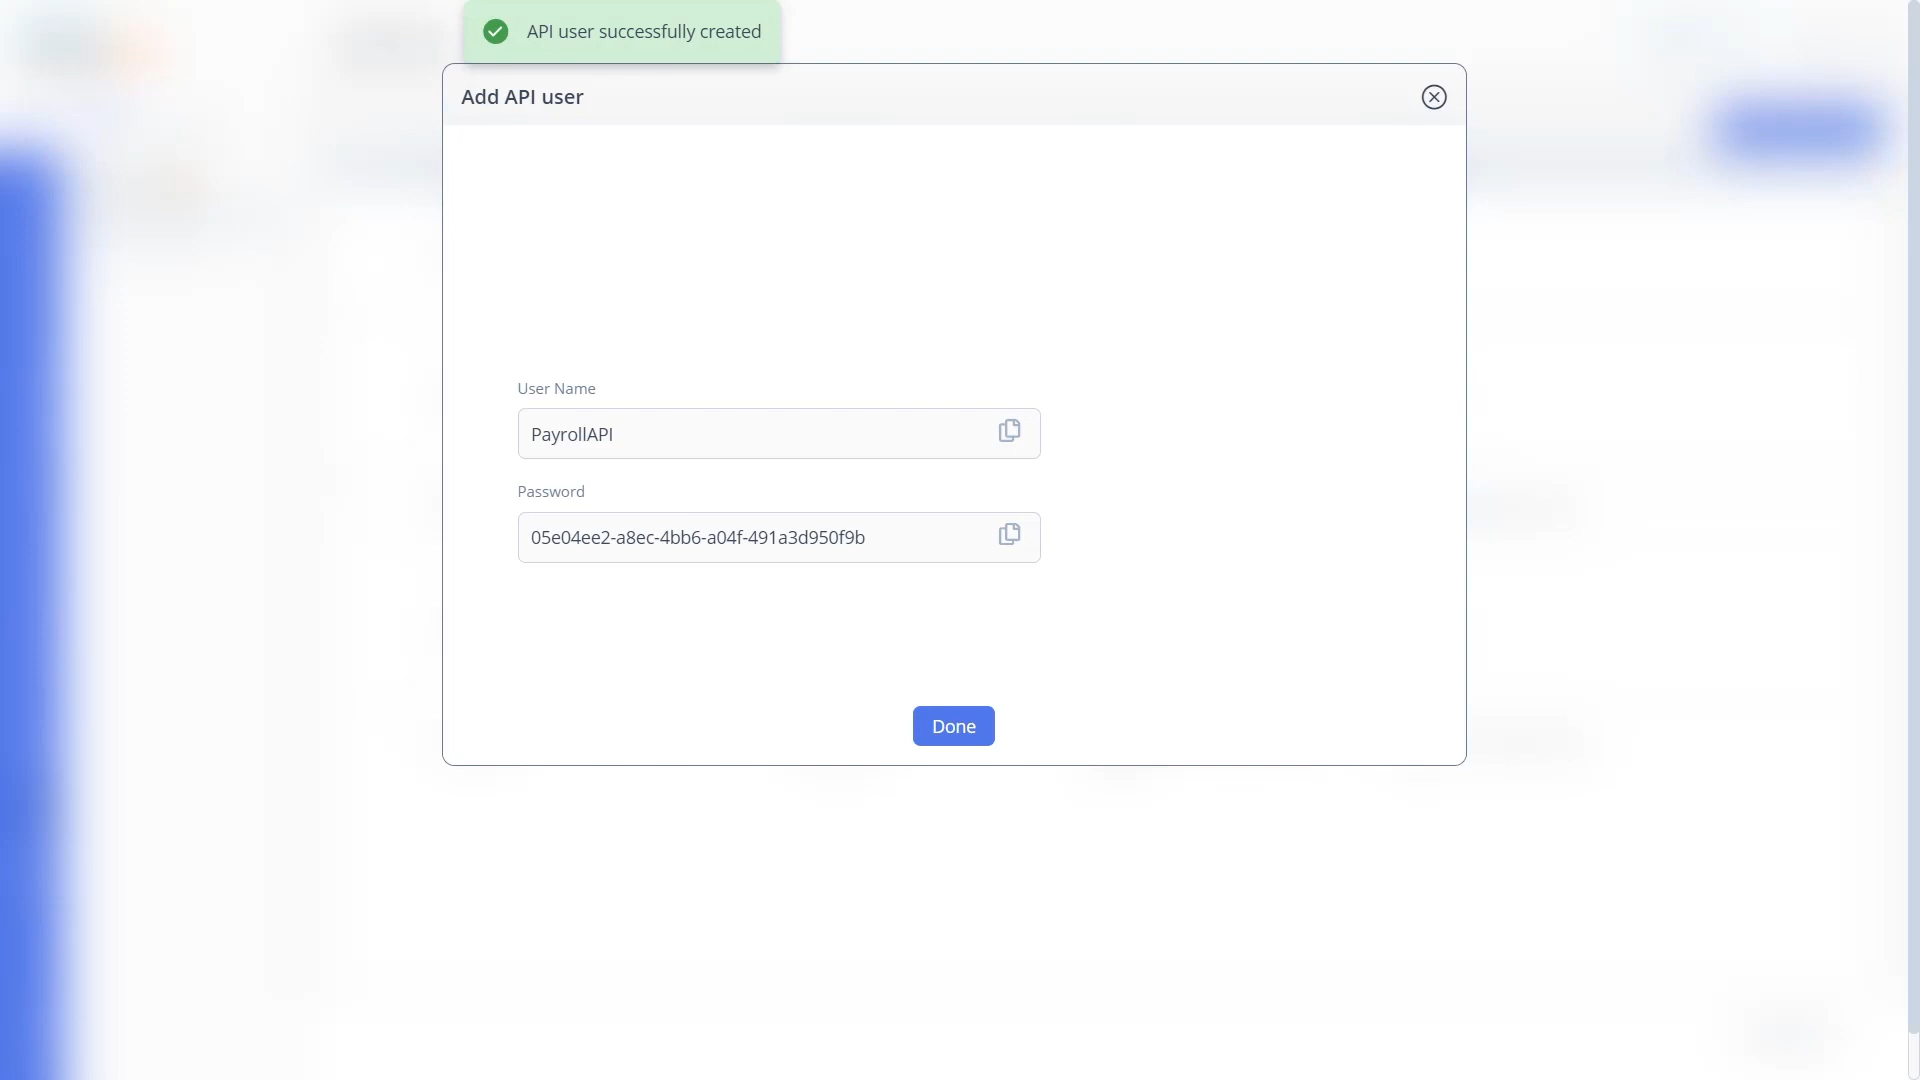 API user successfully created
Add API user
User Name
PayrollAPI
Password
05e04ee2-a8ec-4bb6-a04f-491a3d950f9b
Done